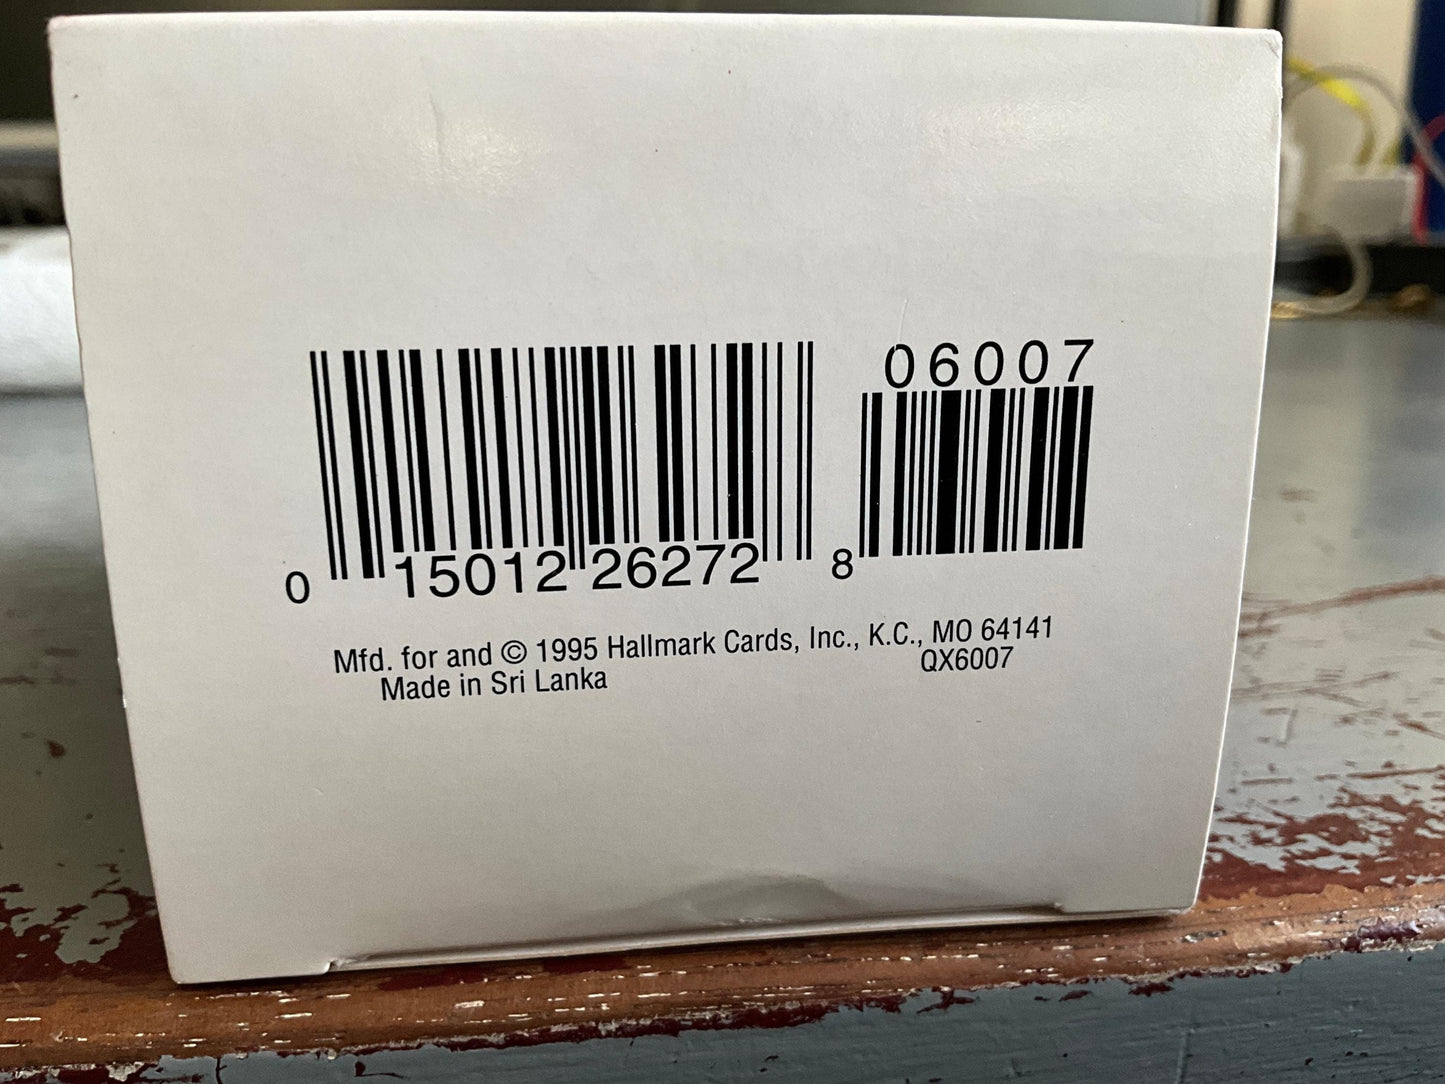 06007
0 15012 26272 8
Mfd. for and © 1995 Hallmark Cards, Inc., K.C., MO 64141
Made in Sri Lanka QX6007